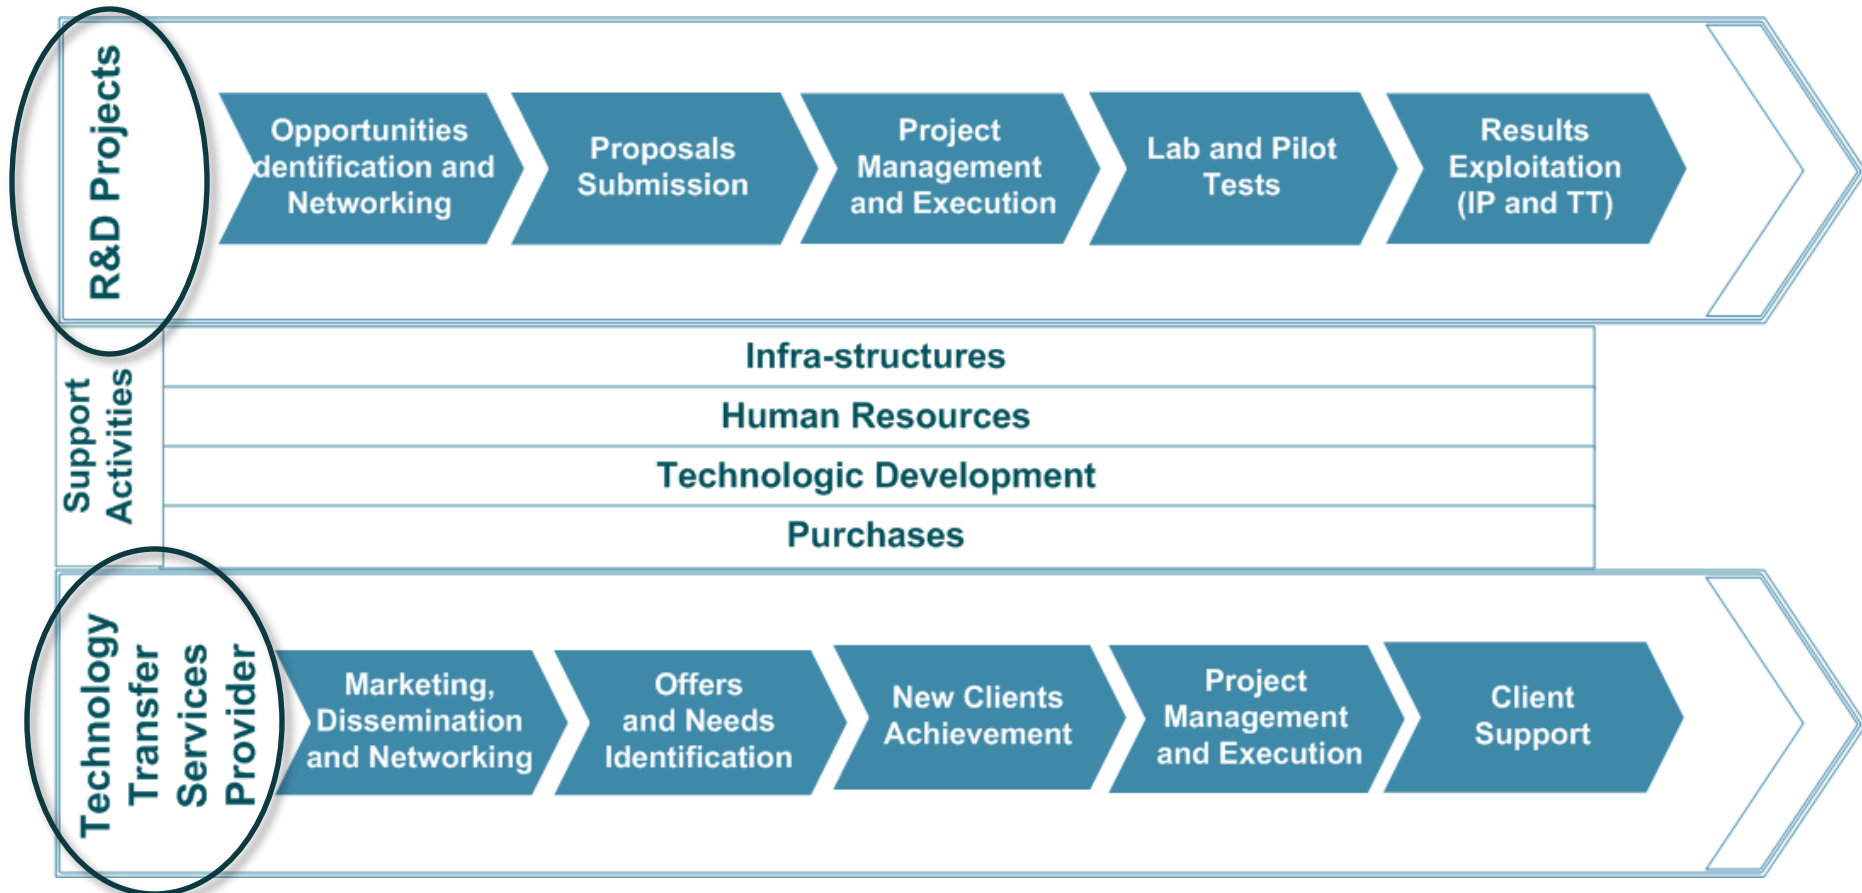 R&D Projects
Opportunities
dentification and
Networking
Proposals
Submission
Project
Management
and Execution
Lab and Pilot
Tests
Results
Exploitation
(IP and TT)
Support
Activities
Infra-structures
Human Resources
Technologic Development
Purchases
Technology
Transfer
Services
Provider
Marketing,
Dissemination
and Networking
Offers
and Needs
Identification
New Clients
Achievement
Project
Management
and Execution
Client
Support